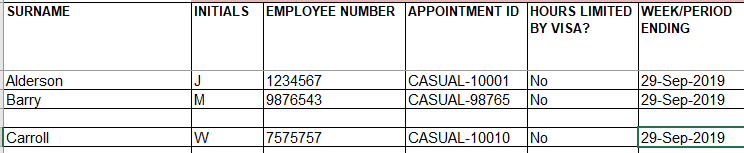 SURNAME INITIALS EMPLOYEE NUMBER APPOINTMENT ID HOURS LIMITED WEEK/PERIOD
BY VISA? ENDING
Alderson J 1234567 CASUAL-10001 No 29-Sep-2019
Barry M 9876543 CASUAL-98765 No 29-Sep-2019
Carroll W 7575757 CASUAL-10010 No 29-Sep-2019